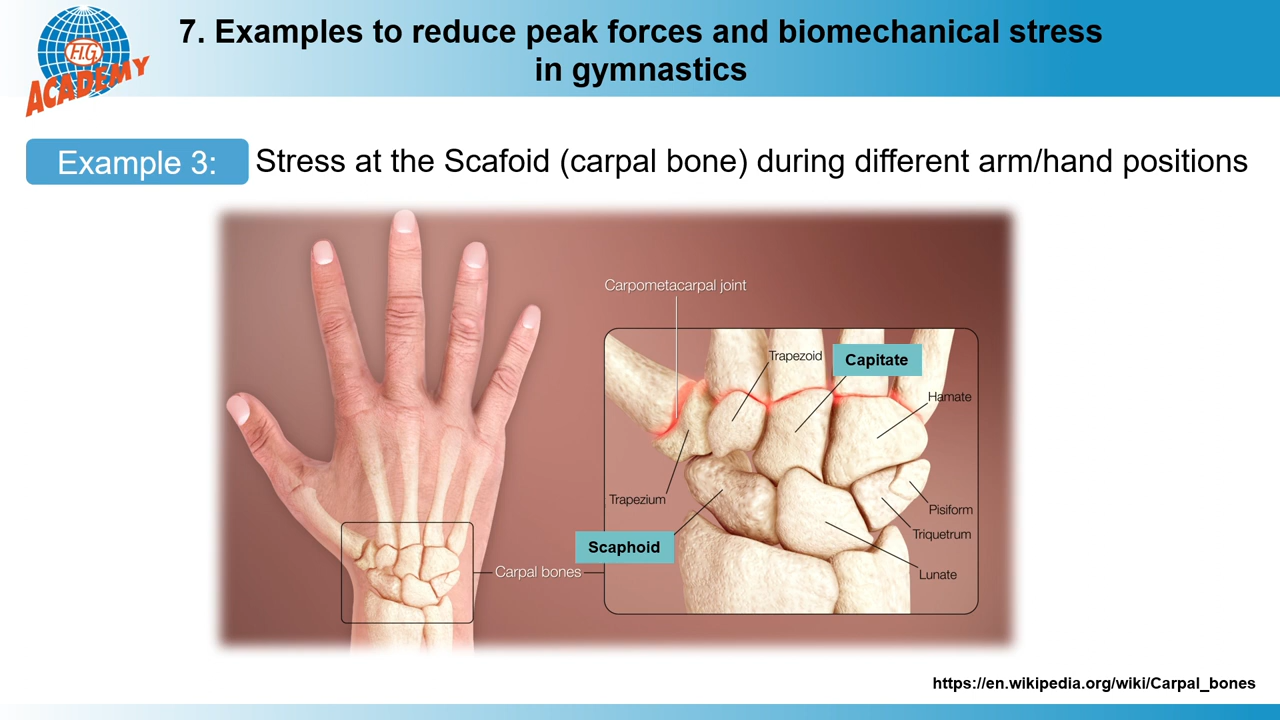 F.I.G.
ACADEMY
7. Examples to reduce peak forces and biomechanical stress
in gymnastics
Example 3:
Stress at the Scafoid (carpal bone) during different arm/hand positions
Carpometacarpal joint
Trapezoid
Capitate
Hamate
Trapezium
Pisiform
Triquetrum
Scaphoid
Carpal bones
Lunate
https://en.wikipedia.org/wiki/Carpal_bones